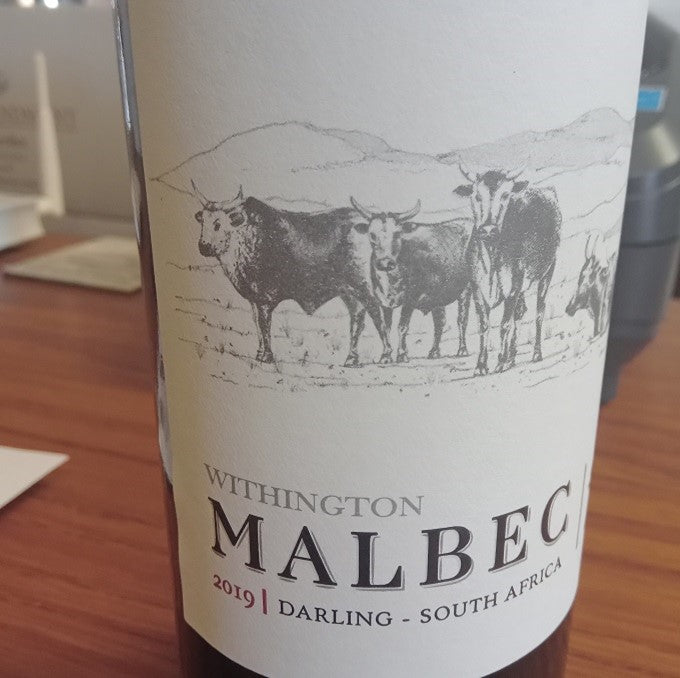 WITHINGTON
MALBEC
2019 | DARLING - SOUTH AFRICA